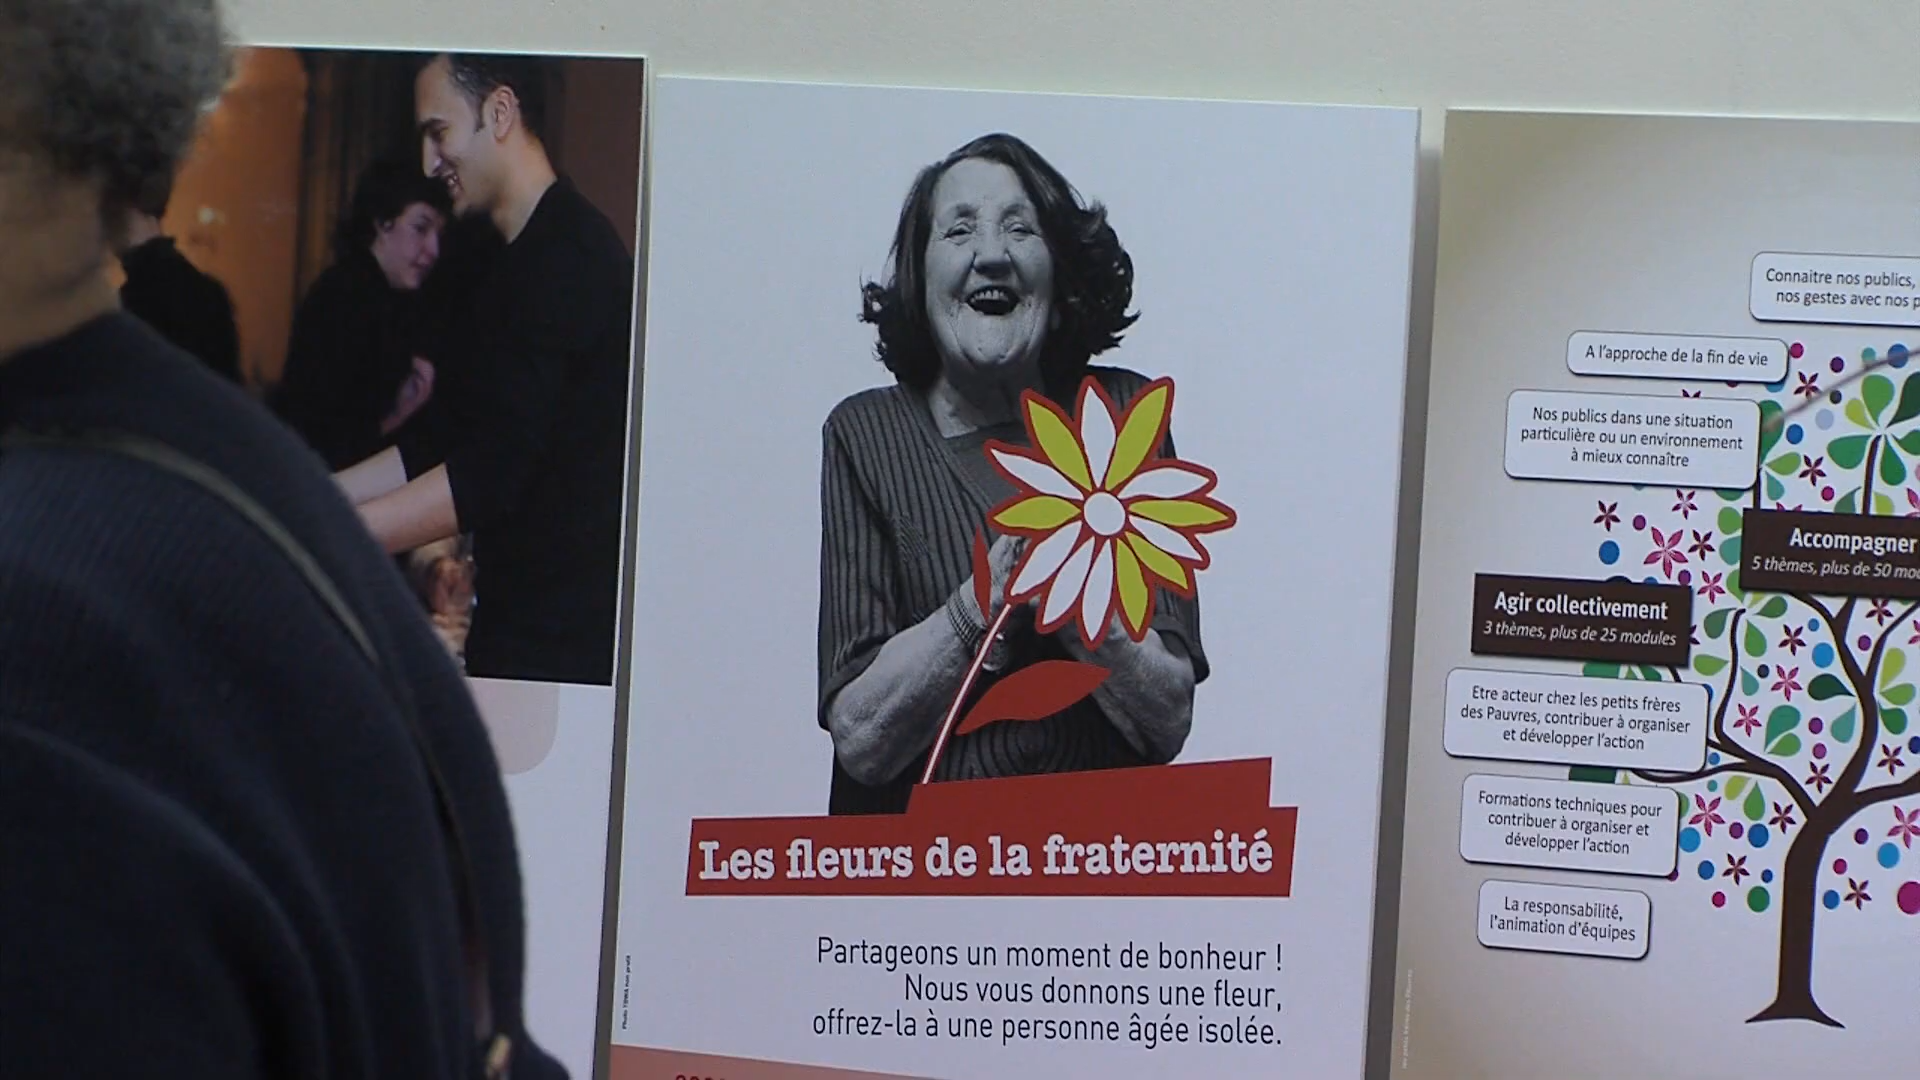 Les fleurs de la fraternité
Partageons un moment de bonheur !
Nous vous donnons une fleur,
offrez-la à une personne âgée isolée.
Connaitre nos publics,
nos gestes avec nos
A l'approche de la fin de vie
Nos publics dans une situation
particulière ou un environnement
à mieux connaître
Accompagner
5 thèmes, plus de 50
Agir collectivement
3 thèmes, plus de 25 modules
Etre acteur chez les petits frères
des Pauvres, contribuer à organiser
et développer l'action
Formations techniques pour
contribuer à organiser et
développer l'action
La responsabilité,
l'animation d'équipes